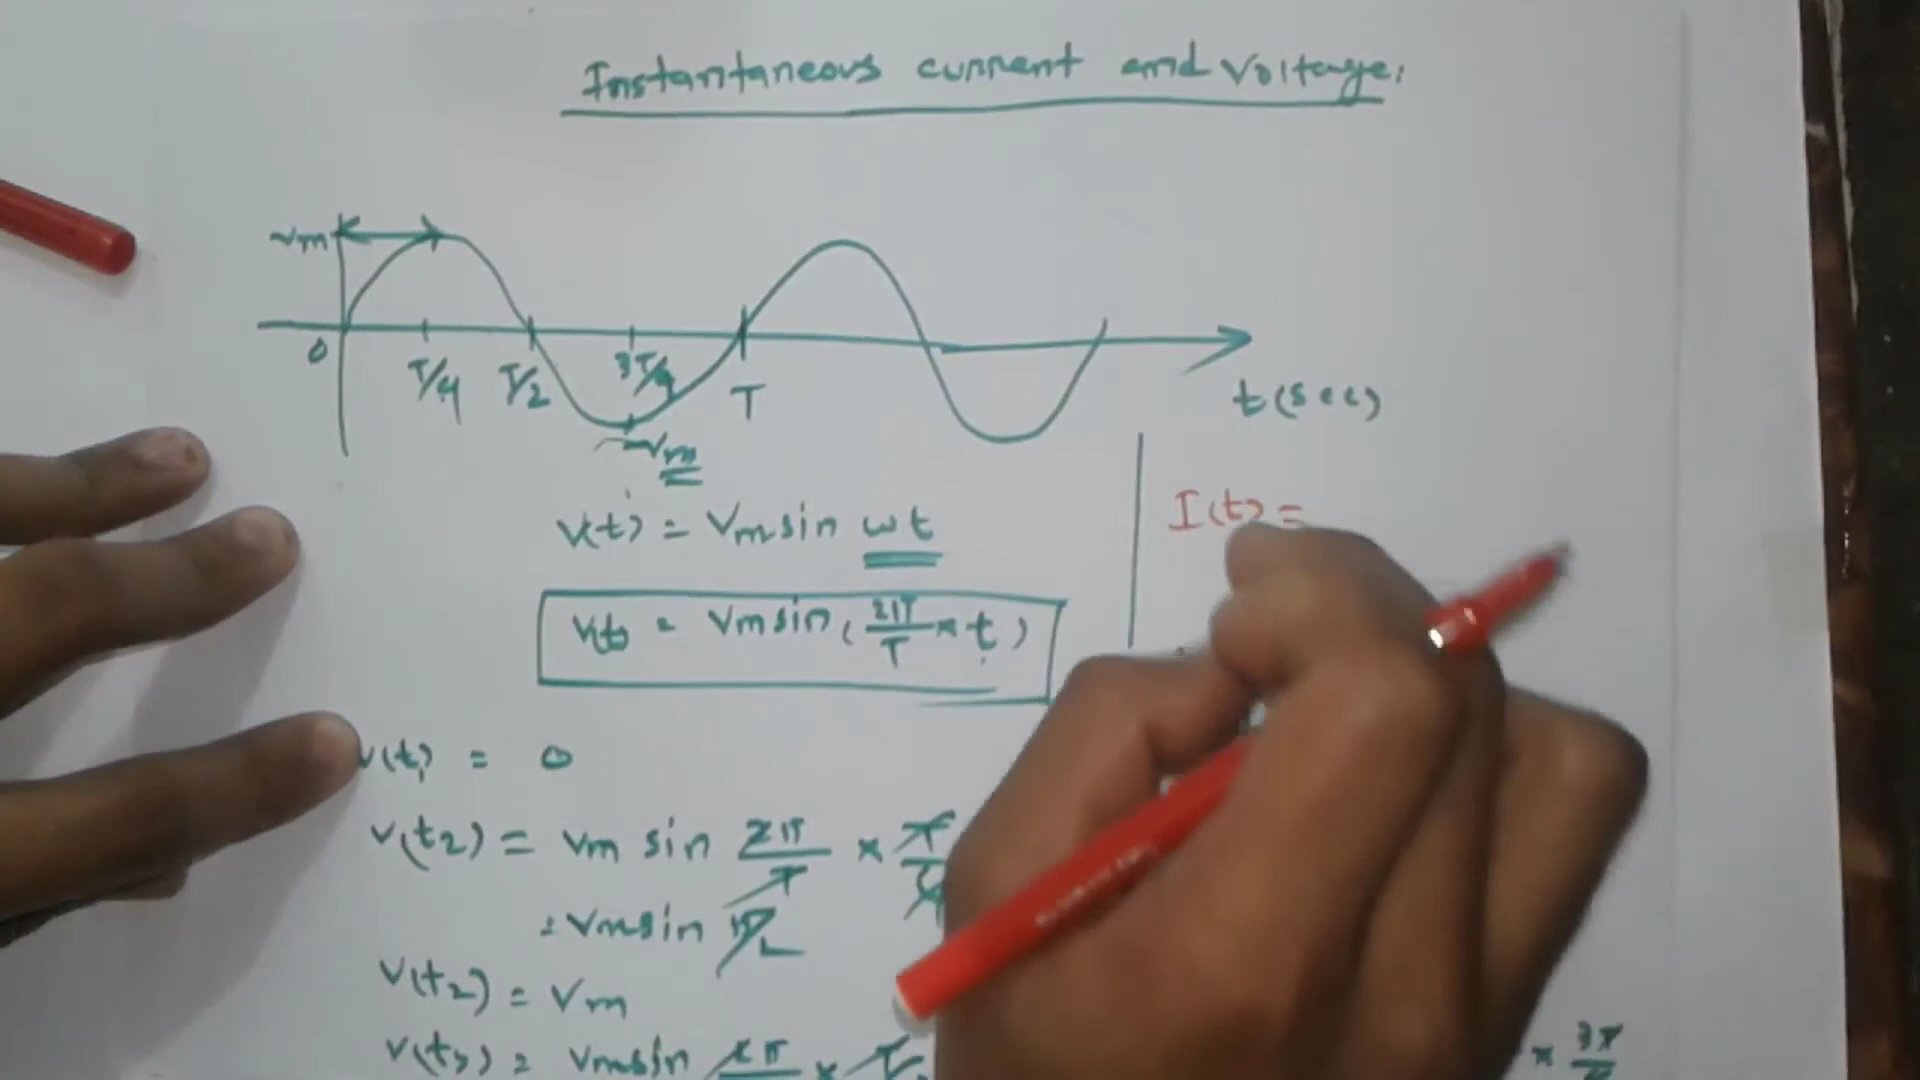 Instantaneous current and Voltage.
Vm
0
T/4
T/2
3T/4
T
t(sec)
-Vm
V(t) = Vm sin ωt
I(t) =
V(t) = Vm sin (2π/T × t)
V(t1) = 0
V(t2) = Vm sin 2π/T × T/4
= Vm sin π/2
V(t2) = Vm
V(t3) = Vm sin 2π/T × T